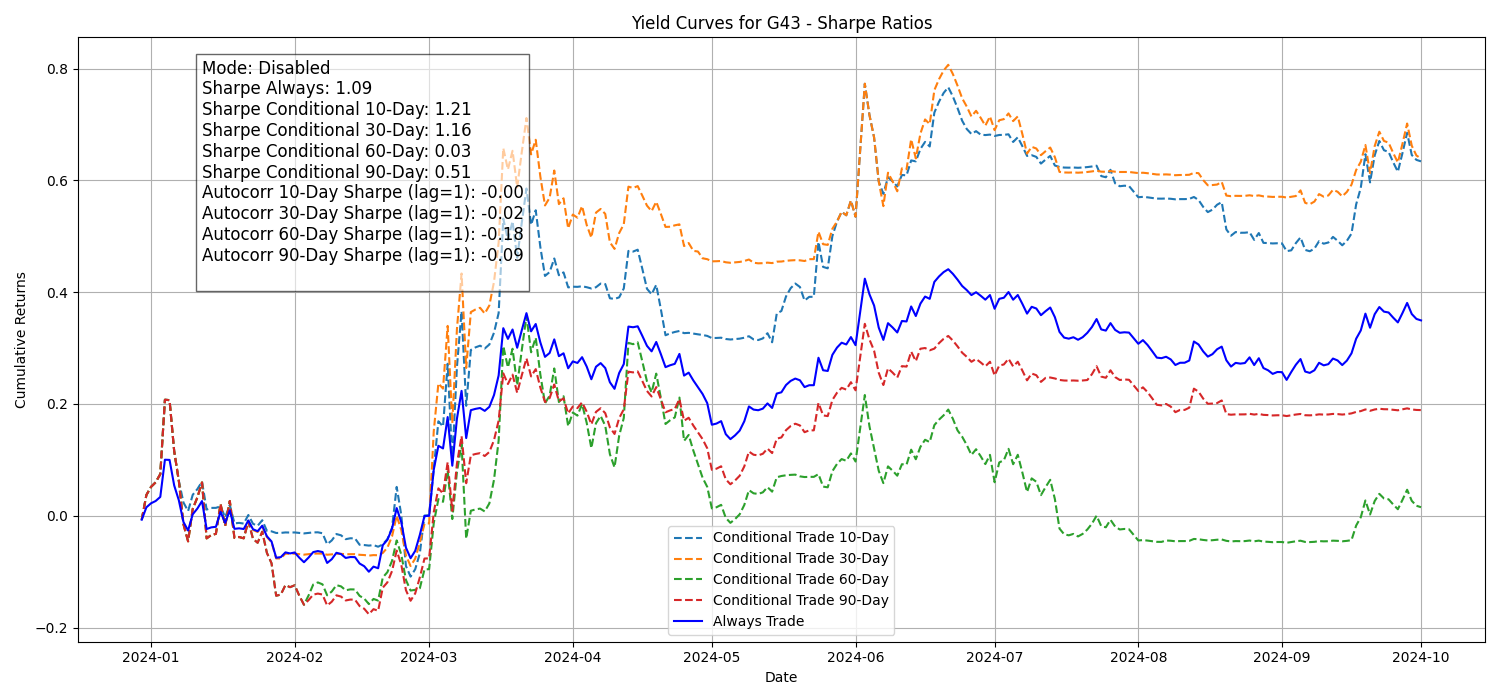 Yield Curves for G43 - Sharpe Ratios
Mode: Disabled
Sharpe Always: 1.09
Sharpe Conditional 10-Day: 1.21
Sharpe Conditional 30-Day: 1.16
Sharpe Conditional 60-Day: 0.03
Sharpe Conditional 90-Day: 0.51
Autocorr 10-Day Sharpe (lag=1): -0.00
Autocorr 30-Day Sharpe (lag=1): -0.02
Autocorr 60-Day Sharpe (lag=1): -0.18
Autocorr 90-Day Sharpe (lag=1): -0.09
Cumulative Returns
0.8
0.6
0.4
0.2
0.0
−0.2
Conditional Trade 10-Day
Conditional Trade 30-Day
Conditional Trade 60-Day
Conditional Trade 90-Day
Always Trade
2024-01 2024-02 2024-03 2024-04 2024-05 2024-06 2024-07 2024-08 2024-09 2024-10
Date